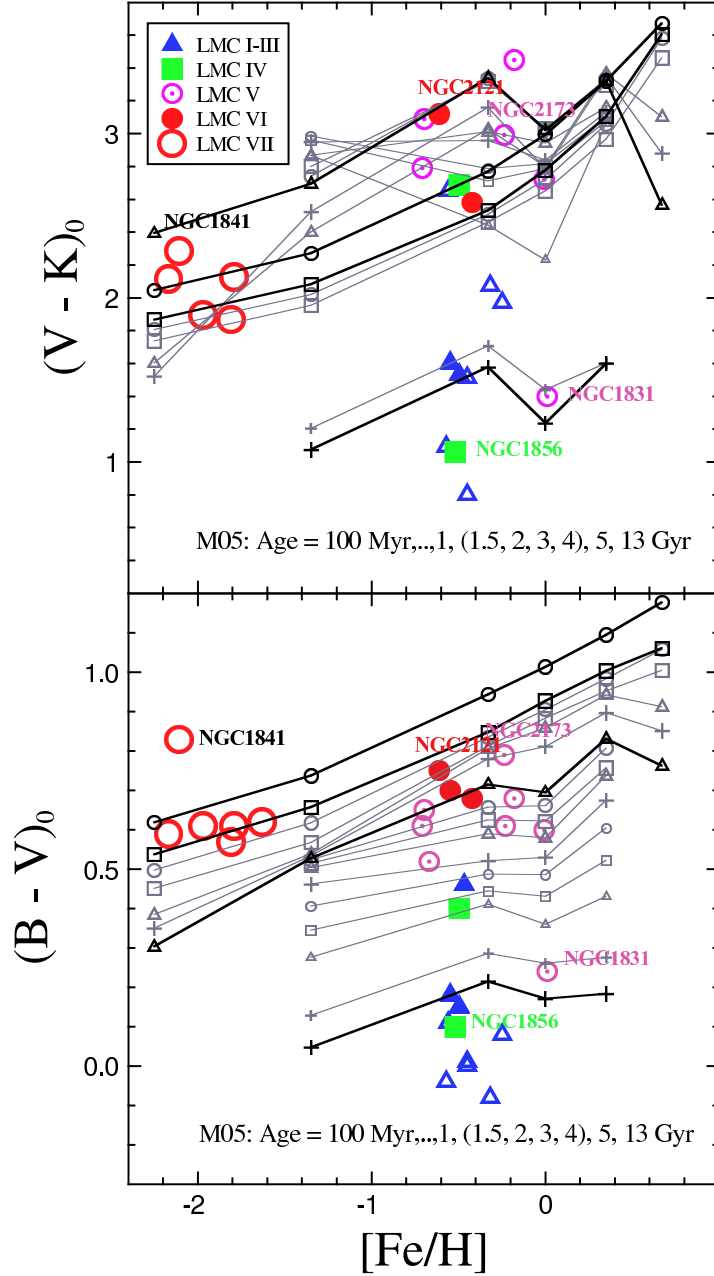 LMC I-III
LMC IV
LMC V
LMC VI
LMC VII
NGC2121
NGC2173
NGC1841
NGC1831
NGC1856
M05: Age = 100 Myr,..,1, (1.5, 2, 3, 4), 5, 13 Gyr
3
2
1
(V - K)0
NGC1841
NGC2173
NGC2121
NGC1831
NGC1856
M05: Age = 100 Myr,..,1, (1.5, 2, 3, 4), 5, 13 Gyr
1.0
0.5
0.0
(B - V)0
-2 -1 0
[Fe/H]